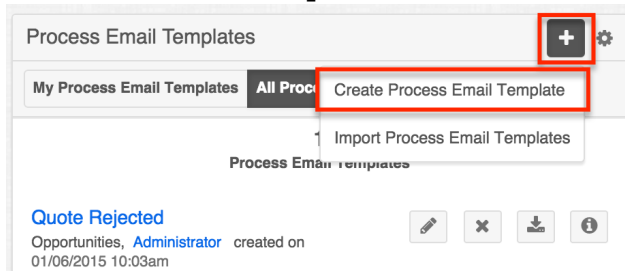 Process Email Templates
My Process Email Templates All Proc
Create Process Email Template
Import Process Email Templates
Process Email Templates
Quote Rejected
Opportunities, Administrator created on
01/06/2015 10:03am